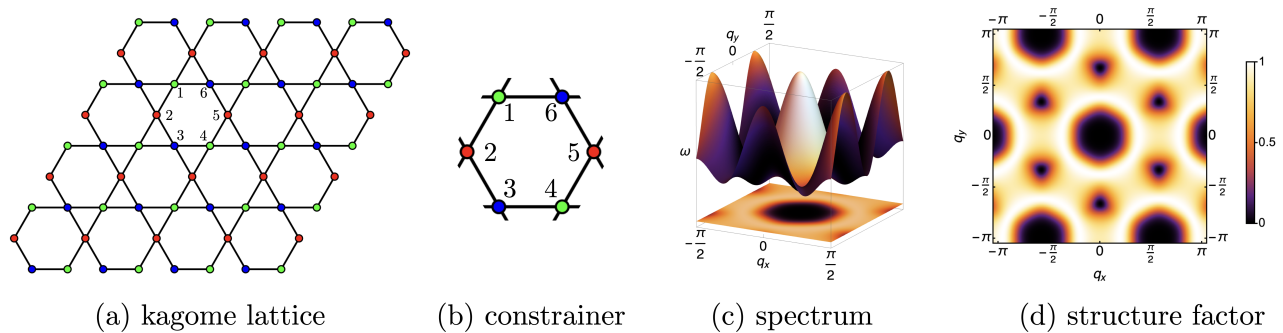 1
6
2
5
3
4
(a) kagome lattice
1
6
2
5
3
4
(b) constrainer
q_y
π/2
0
-π/2
ω
-π/2
0
q_x
π/2
(c) spectrum
-π -π/2 0 π/2 π
π π
π/2 π/2
q_y 0 0
-π/2 -π/2
-π -π
-π -π/2 0 π/2 π
q_x
1
0.5
0
(d) structure factor